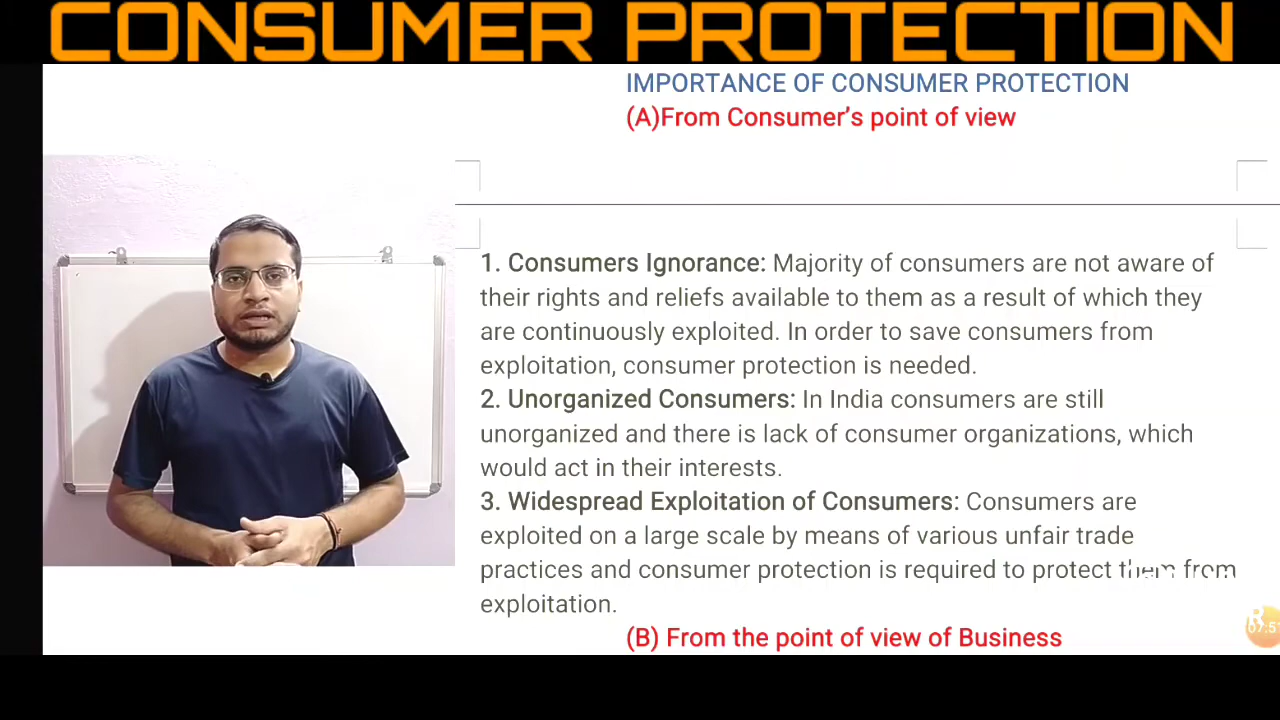 CONSUMER PROTECTION
IMPORTANCE OF CONSUMER PROTECTION
(A)From Consumer's point of view
1. Consumers Ignorance: Majority of consumers are not aware of
their rights and reliefs available to them as a result of which they
are continuously exploited. In order to save consumers from
exploitation, consumer protection is needed.
2. Unorganized Consumers: In India consumers are still
unorganized and there is lack of consumer organizations, which
would act in their interests.
3. Widespread Exploitation of Consumers: Consumers are
exploited on a large scale by means of various unfair trade
practices and consumer protection is required to protect them from
exploitation.
(B) From the point of view of Business